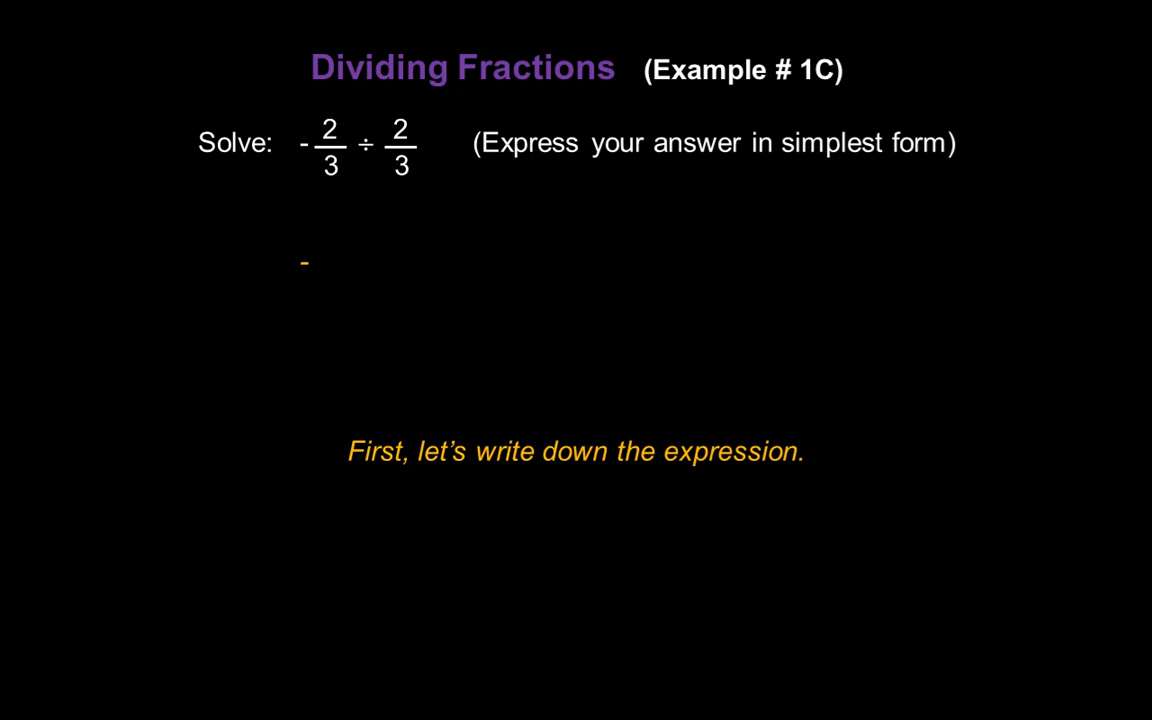 Dividing Fractions (Example # 1C)
Solve: - 2/3 ÷ 2/3 (Express your answer in simplest form)
-
First, let’s write down the expression.